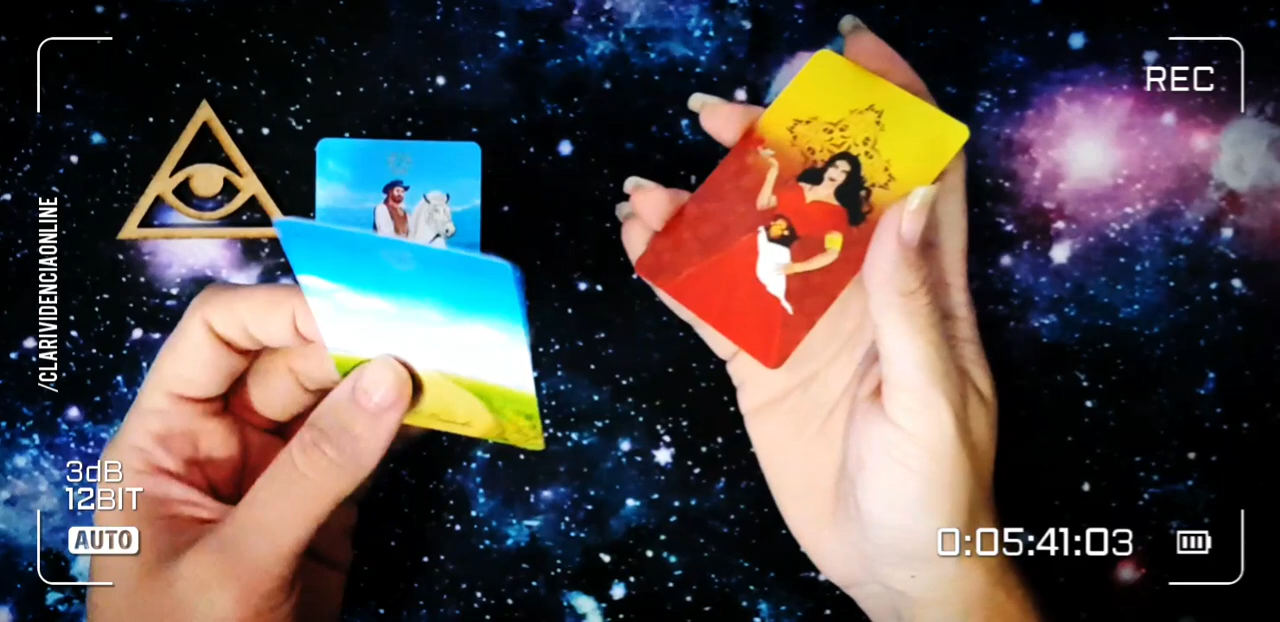 REC
/CLARIVIDENCIAONLINE
3dB
12BIT
AUTO
0:05:41:03